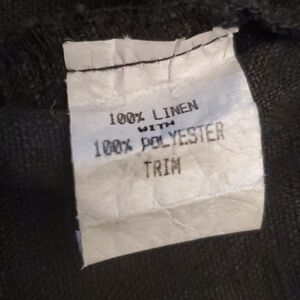 100% LINEN
WITH
100% POLYESTER
TRIM